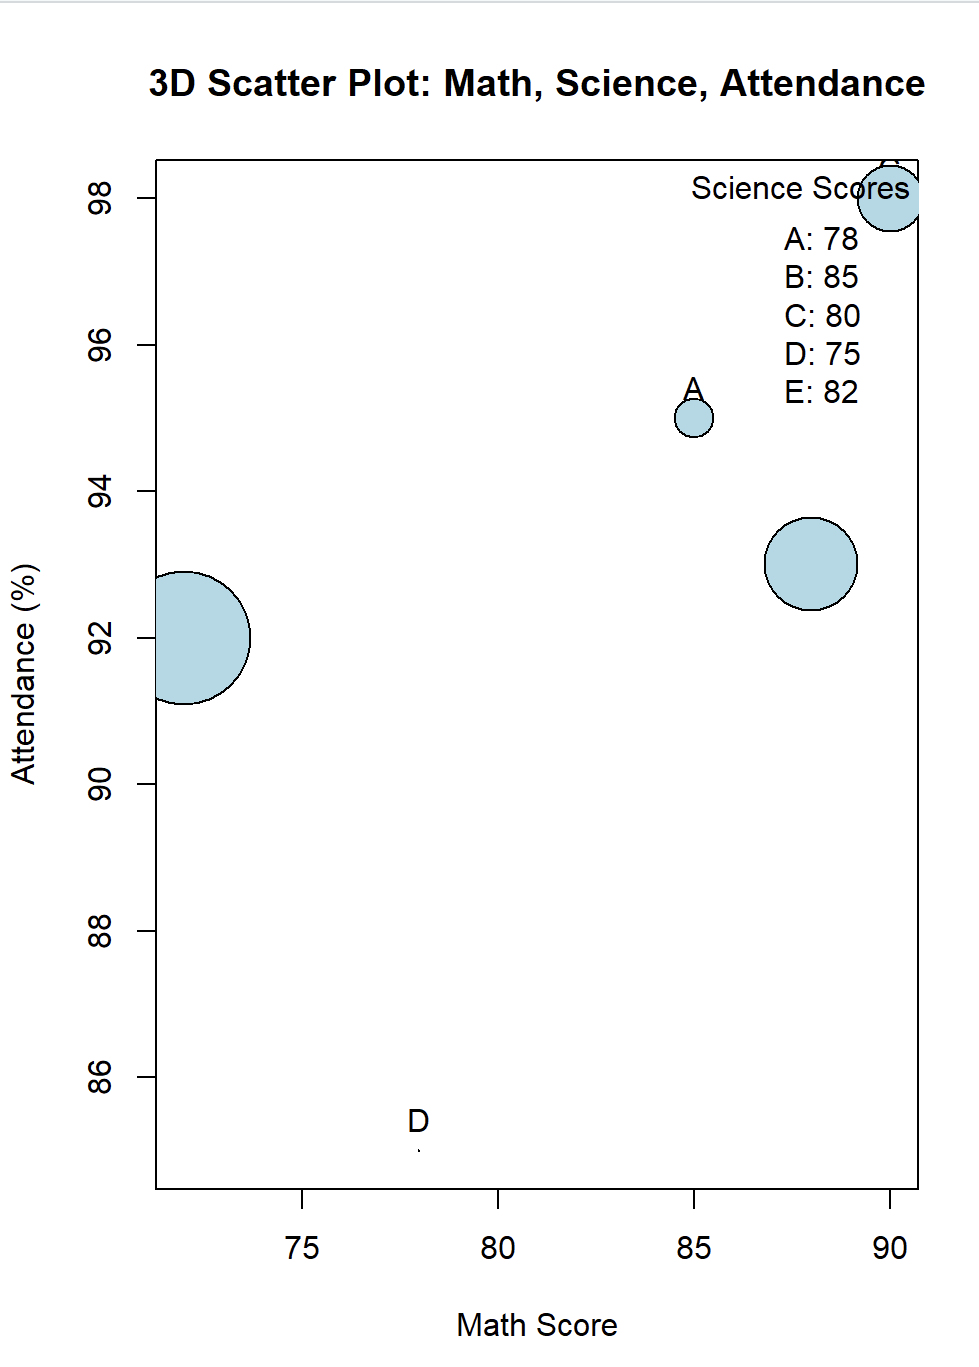 3D Scatter Plot: Math, Science, Attendance
98
Science Scores
A: 78
B: 85
C: 80
D: 75
E: 82
96
A
94
92
90
88
86
D
75 80 85 90
Attendance (%)
Math Score